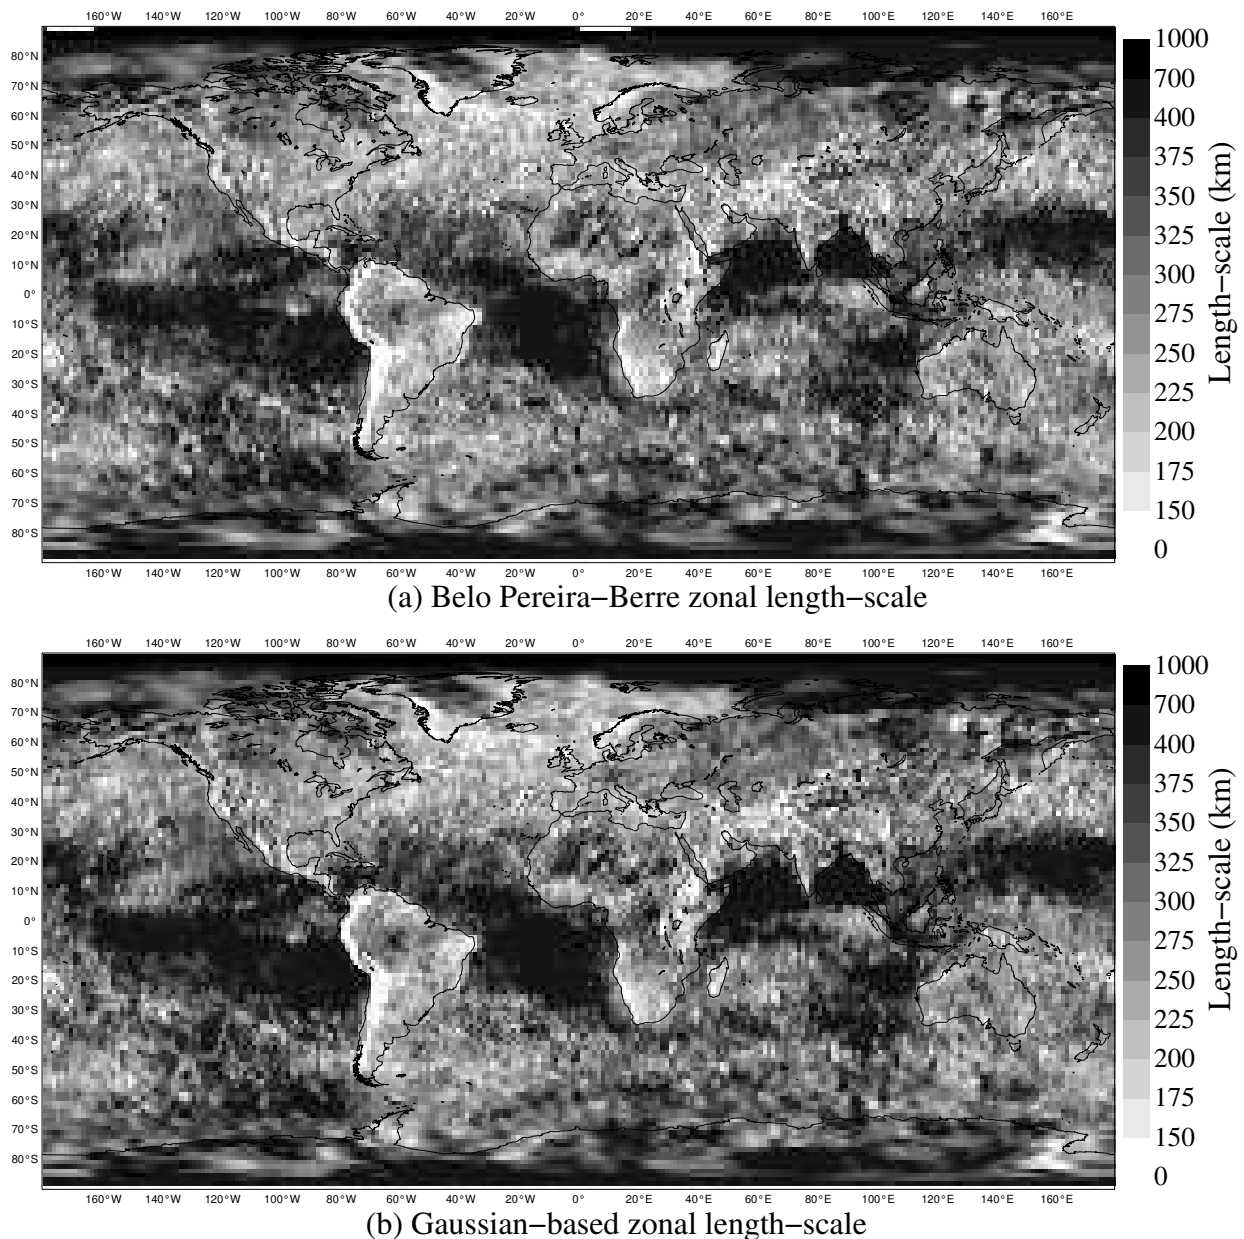 160°W 140°W 120°W 100°W 80°W 60°W 40°W 20°W 0° 20°E 40°E 60°E 80°E 100°E 120°E 140°E 160°E
80°N
70°N
60°N
50°N
40°N
30°N
20°N
10°N
0°
10°S
20°S
30°S
40°S
50°S
60°S
70°S
80°S
1000
700
400
375
350
325
300
275
250
225
200
175
150
0
Length−scale (km)
160°W 140°W 120°W 100°W 80°W 60°W 40°W 20°W 0° 20°E 40°E 60°E 80°E 100°E 120°E 140°E 160°E
(a) Belo Pereira−Berre zonal length−scale
160°W 140°W 120°W 100°W 80°W 60°W 40°W 20°W 0° 20°E 40°E 60°E 80°E 100°E 120°E 140°E 160°E
80°N
70°N
60°N
50°N
40°N
30°N
20°N
10°N
0°
10°S
20°S
30°S
40°S
50°S
60°S
70°S
80°S
1000
700
400
375
350
325
300
275
250
225
200
175
150
0
Length−scale (km)
160°W 140°W 120°W 100°W 80°W 60°W 40°W 20°W 0° 20°E 40°E 60°E 80°E 100°E 120°E 140°E 160°E
(b) Gaussian−based zonal length−scale